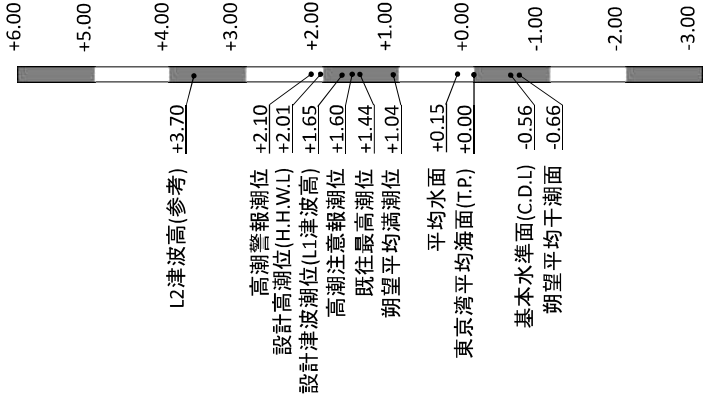 +6.00
+5.00
+4.00
+3.00
+2.00
+1.00
+0.00
-1.00
-2.00
-3.00
L2津波高(参考) +3.70
高潮警報潮位 +2.10
設計高潮位(H.H.W.L) +2.01
設計津波潮位(L1津波高) +1.65
高潮注意報潮位 +1.60
既往最高潮位 +1.44
朔望平均満潮位 +1.04
平均水面 +0.15
東京湾平均海面(T.P.) +0.00
基本水準面(C.D.L) -0.56
朔望平均干潮面 -0.66